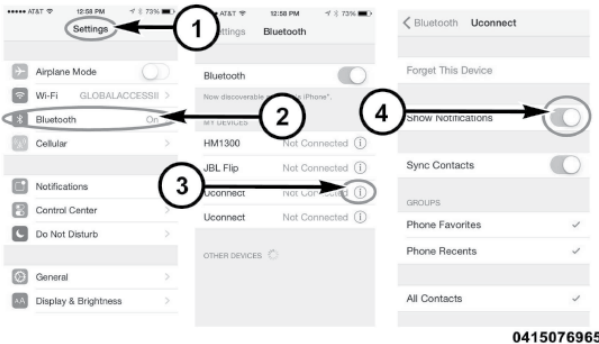 AT&T 12:58 PM 73%
Settings
1
Airplane Mode
Wi-Fi GLOBALACCESSII
Bluetooth On
2
Cellular
Notifications
Control Center
Do Not Disturb
General
Display & Brightness
AT&T 12:58 PM 73%
ttings Bluetooth
Bluetooth
Now discoverable iPhone".
MY DEVICES
HM1300 Not Connected
JBL Flip Not Connected
3
Uconnect Not Connected
Uconnect Not Connected
OTHER DEVICES
Bluetooth Uconnect
Forget This Device
4
Show Notifications
Sync Contacts
GROUPS
Phone Favorites
Phone Recents
All Contacts
0415076965